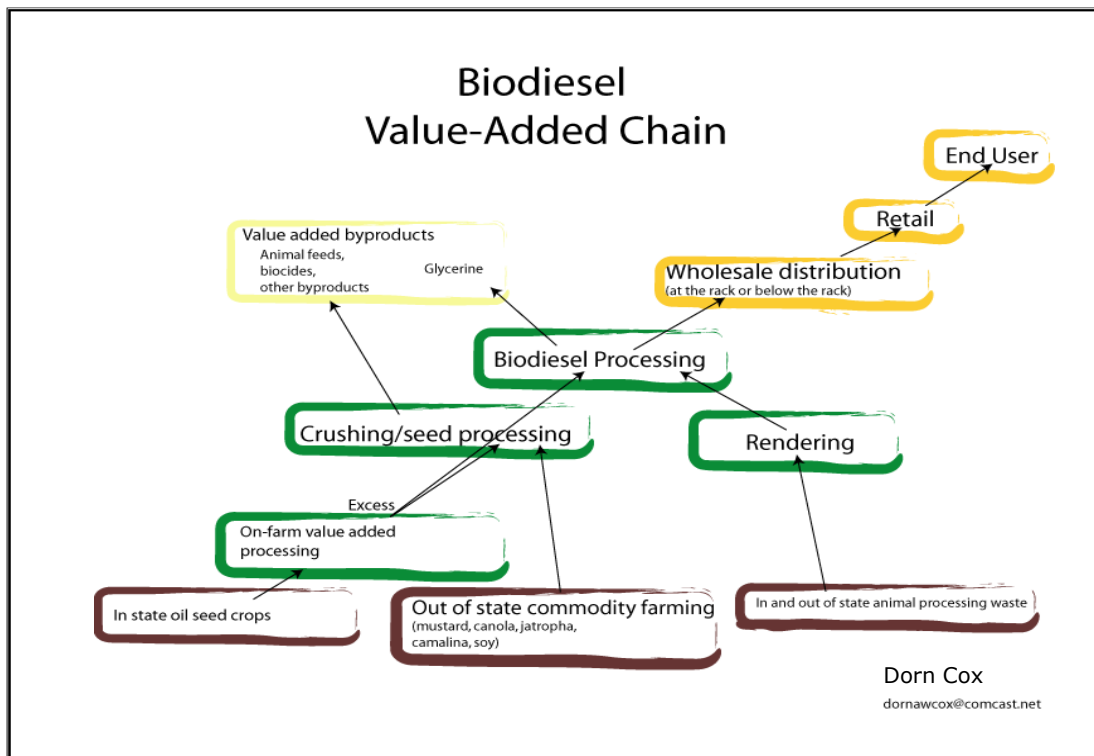 Biodiesel
Value-Added Chain
End User
Retail
Value added byproducts
Animal feeds,
biocides,
other byproducts
Glycerine
Wholesale distribution
(at the rack or below the rack)
Biodiesel Processing
Crushing/seed processing
Rendering
Excess
On-farm value added
processing
In state oil seed crops
Out of state commodity farming
(mustard, canola, jatropha,
camalina, soy)
In and out of state animal processing waste
Dorn Cox
dornawcox@comcast.net